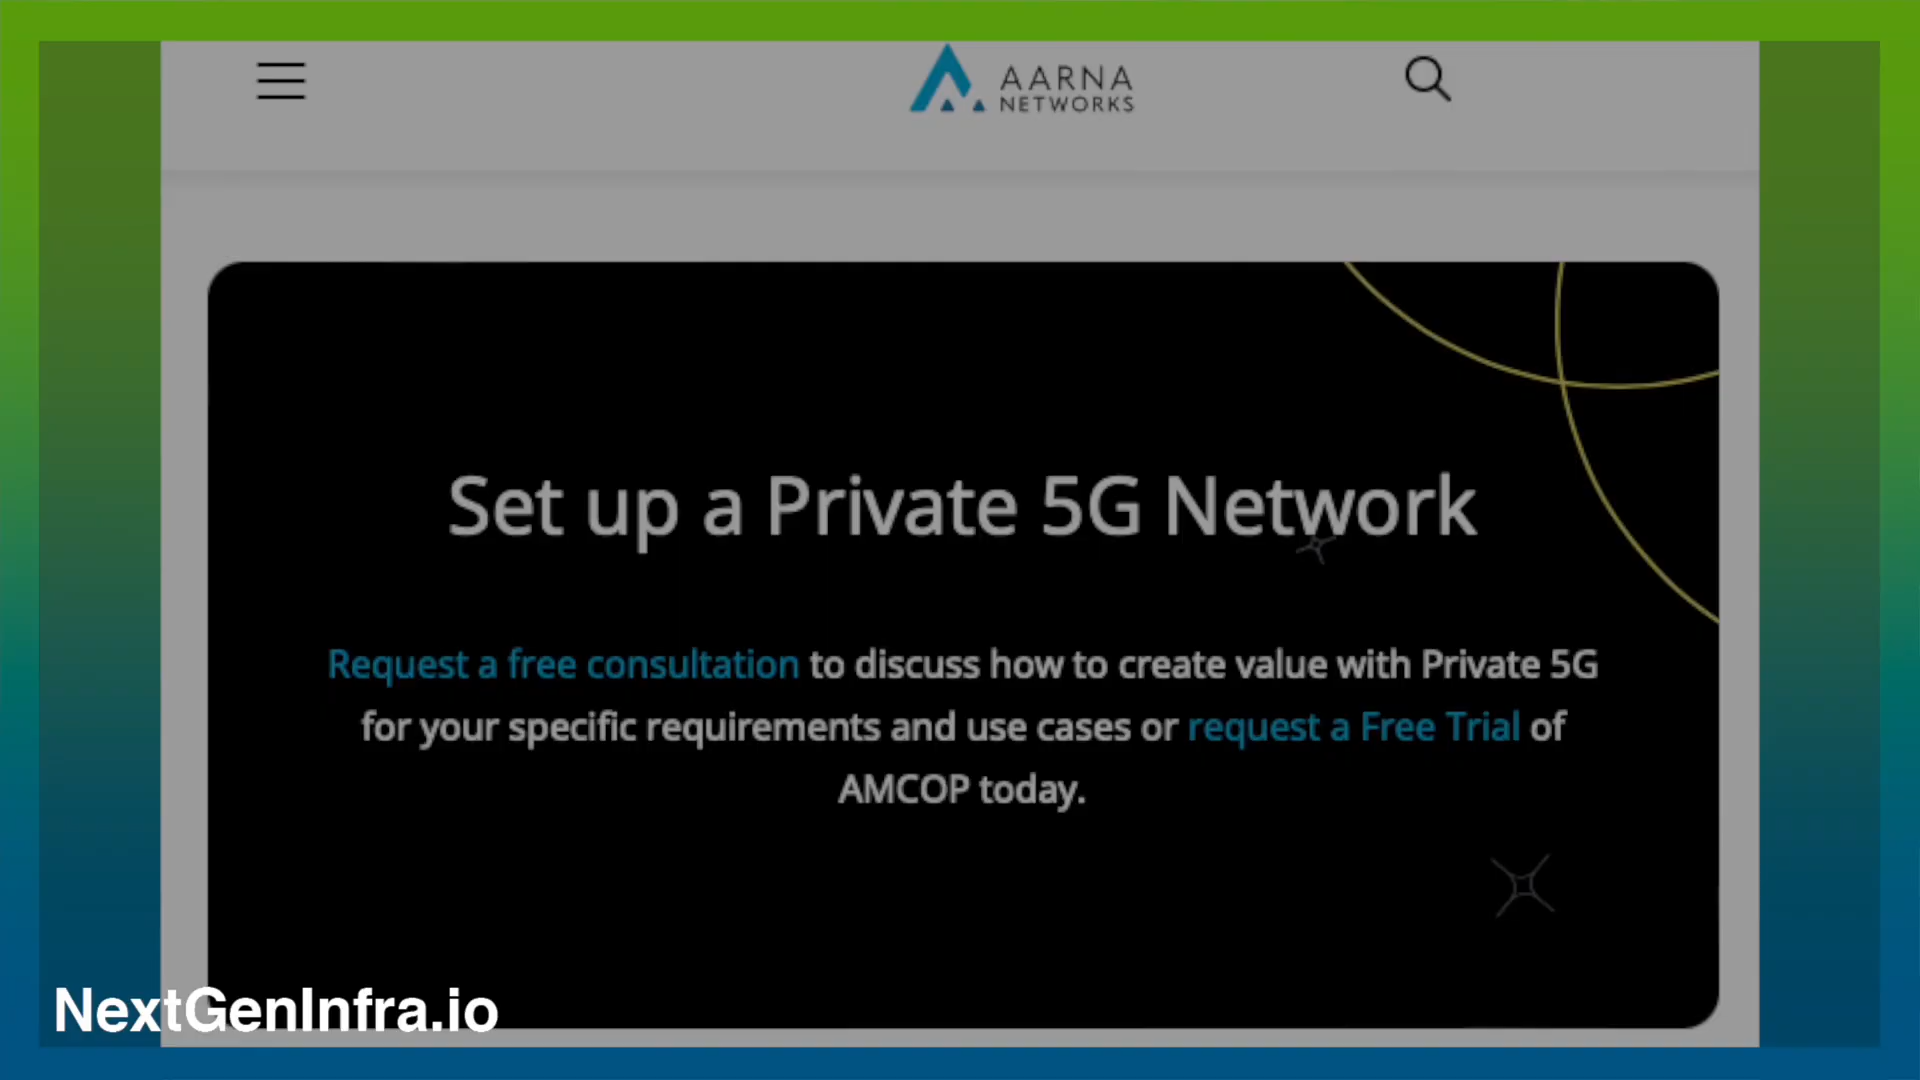 AARNA
NETWORKS
Set up a Private 5G Network
Request a free consultation to discuss how to create value with Private 5G
for your specific requirements and use cases or request a Free Trial of
AMCOP today.
NextGenInfra.io